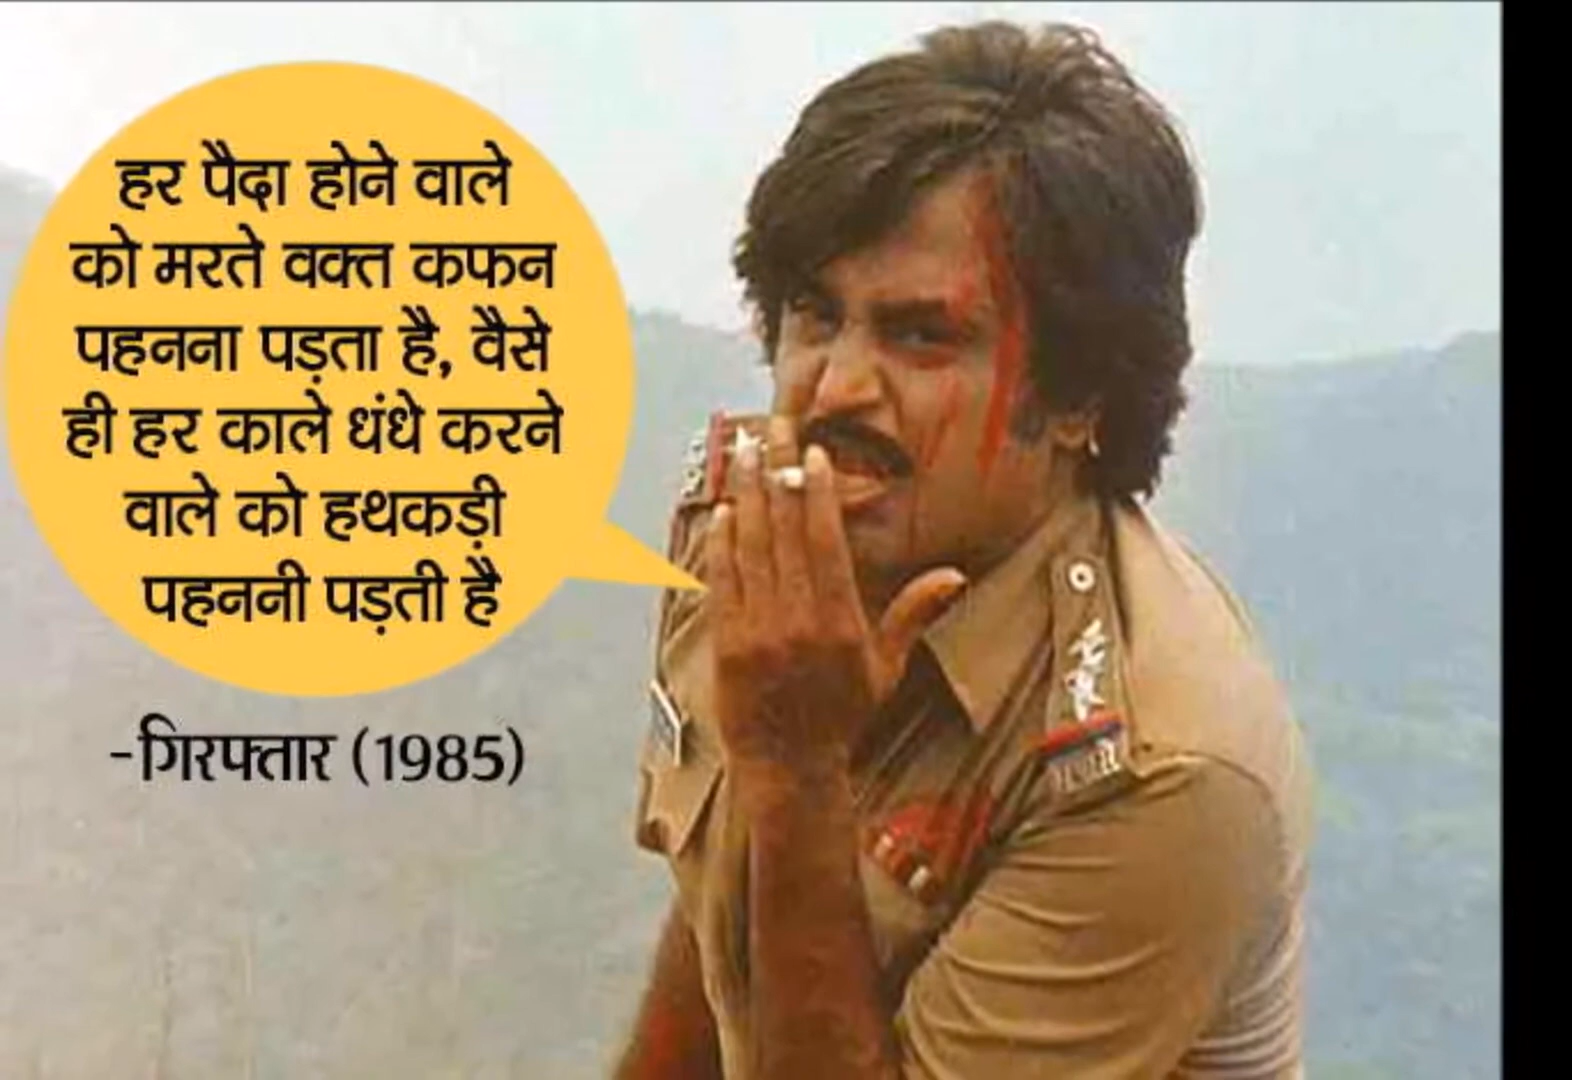 हर पैदा होने वाले
को मरते वक्त कफन
पहनना पड़ता है, वैसे
ही हर काले धंधे करने
वाले को हथकड़ी
पहननी पड़ती है
-गिरफ्तार (1985)